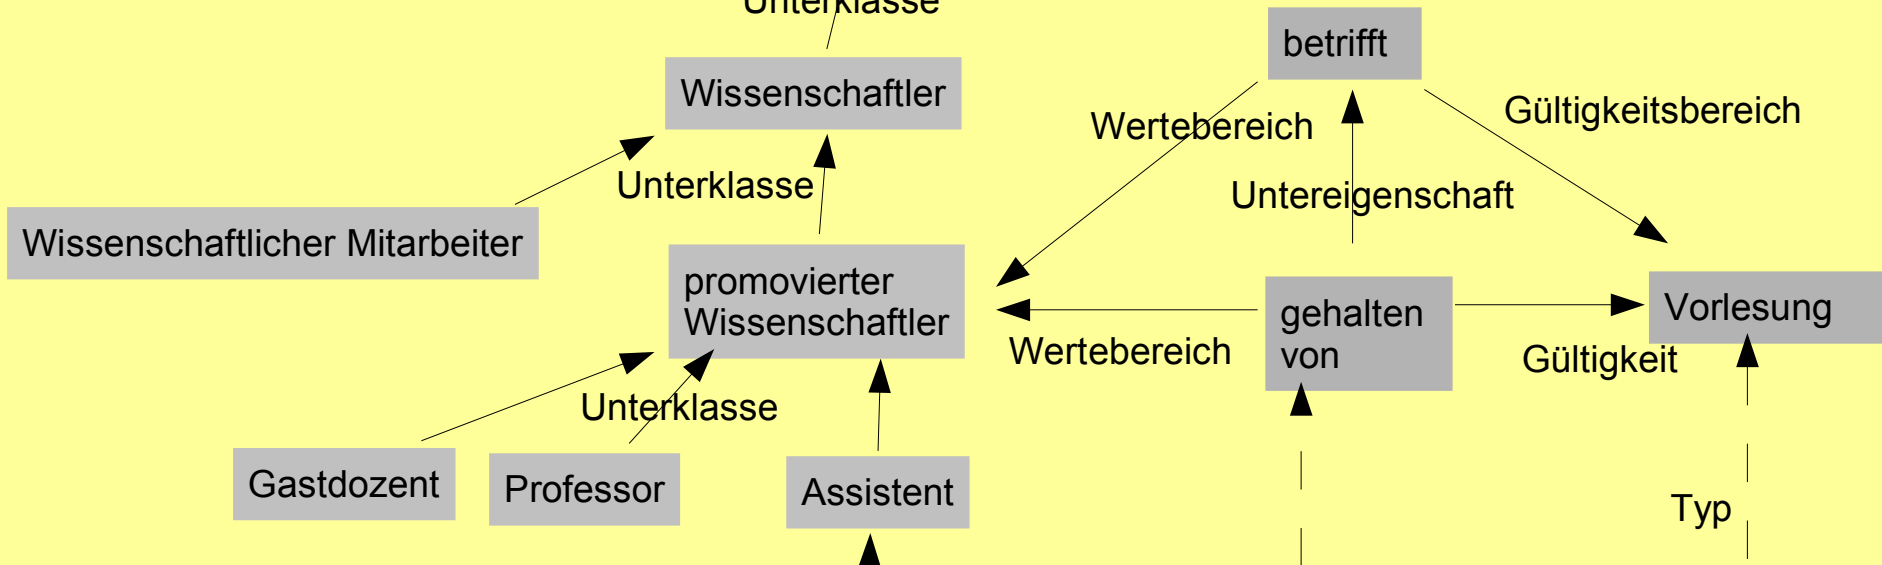 Unterklasse
betrifft
Wissenschaftler
Wertebereich
Gültigkeitsbereich
Unterklasse
Untereigenschaft
Wissenschaftlicher Mitarbeiter
promovierter
Wissenschaftler
gehalten
von
Vorlesung
Wertebereich
Gültigkeit
Unterklasse
Gastdozent
Professor
Assistent
Typ